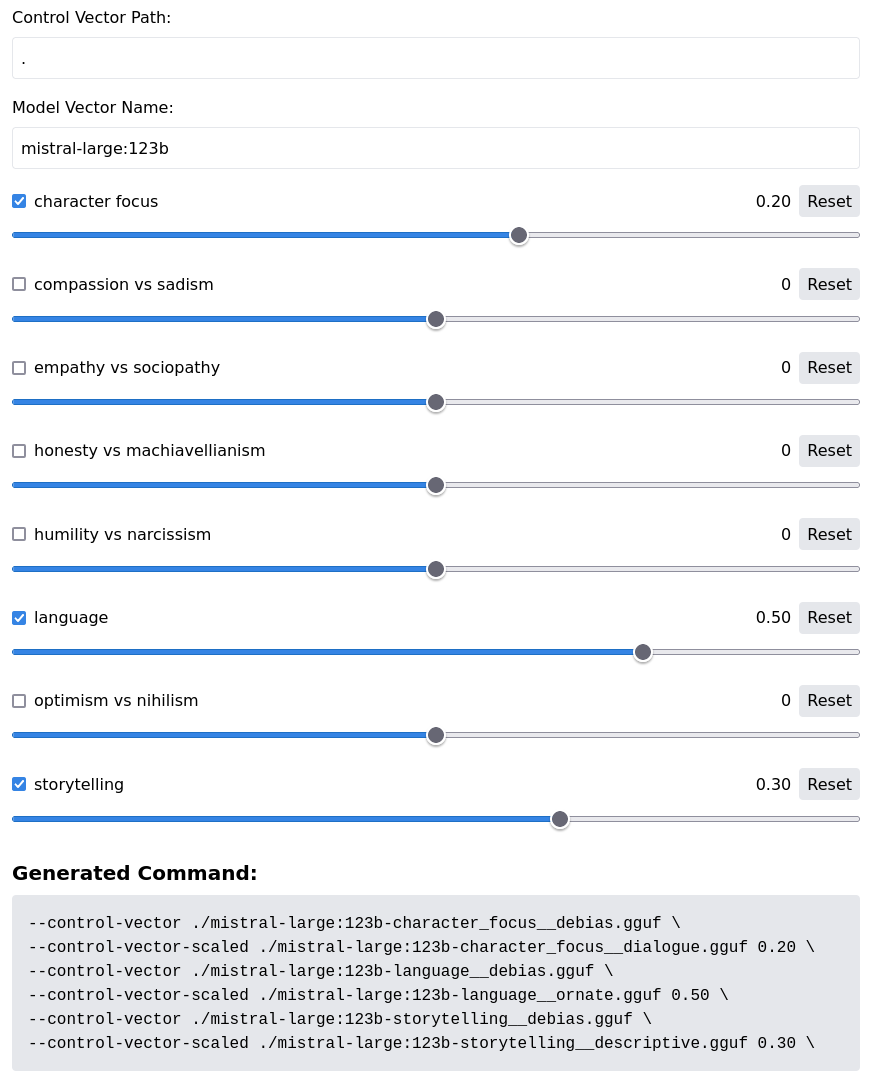 Control Vector Path:
.
Model Vector Name:
mistral-large:123b
character focus 0.20 Reset
compassion vs sadism 0 Reset
empathy vs sociopathy 0 Reset
honesty vs machiavellianism 0 Reset
humility vs narcissism 0 Reset
language 0.50 Reset
optimism vs nihilism 0 Reset
storytelling 0.30 Reset
Generated Command:
--control-vector ./mistral-large:123b-character_focus__debias.gguf \
--control-vector-scaled ./mistral-large:123b-character_focus__dialogue.gguf 0.20 \
--control-vector ./mistral-large:123b-language__debias.gguf \
--control-vector-scaled ./mistral-large:123b-language__ornate.gguf 0.50 \
--control-vector ./mistral-large:123b-storytelling__debias.gguf \
--control-vector-scaled ./mistral-large:123b-storytelling__descriptive.gguf 0.30 \